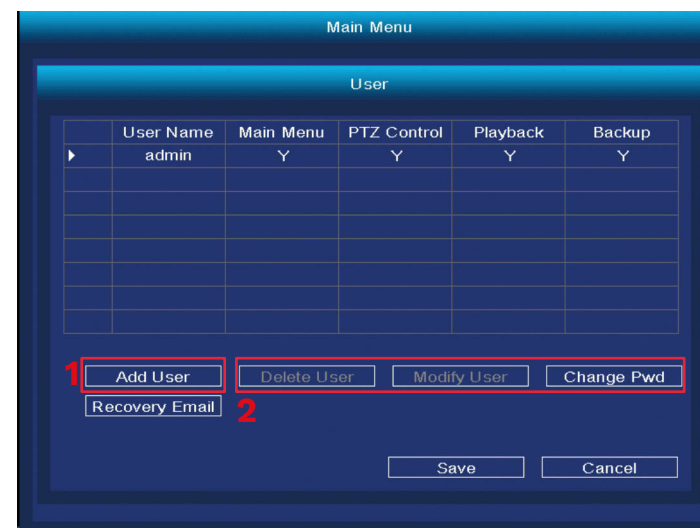 Main Menu
User
User Name Main Menu PTZ Control Playback Backup
admin Y Y Y Y
1 Add User Delete User Modify User Change Pwd
Recovery Email 2
Save Cancel